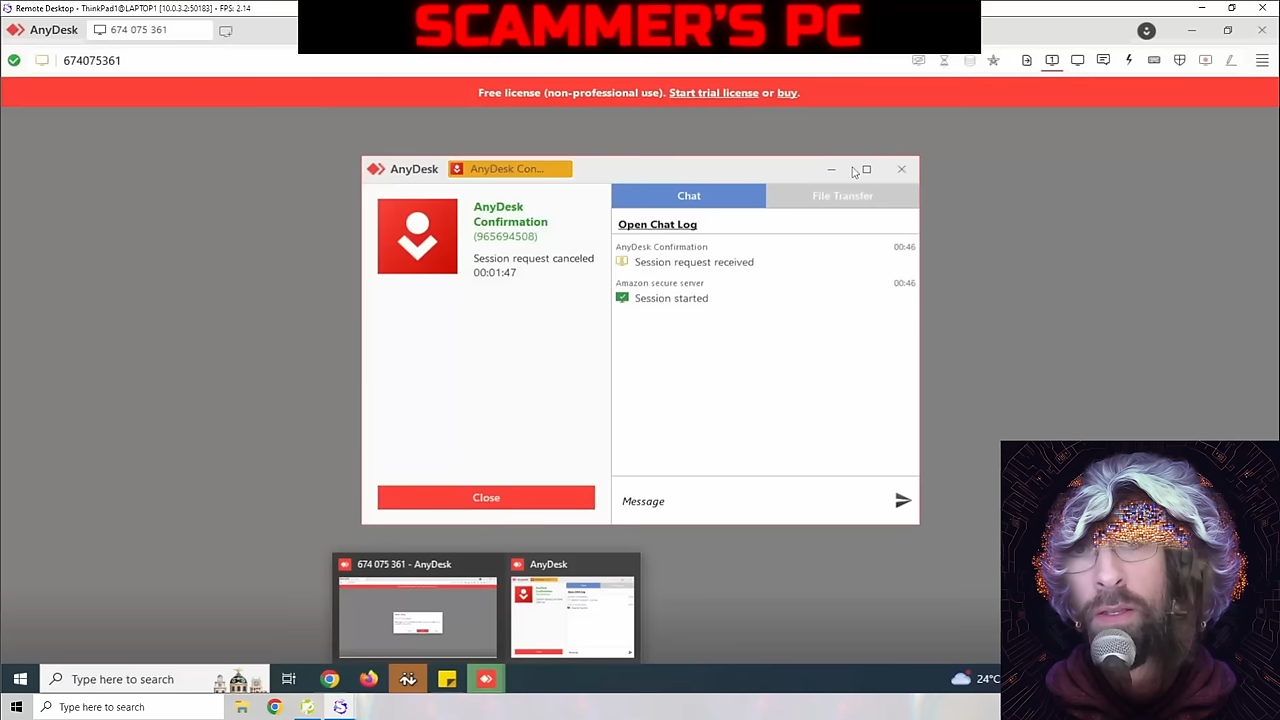 Remote Desktop - ThinkPad1@LAPTOP1 [10.0.3.2:50183] - FPS: 2.14
SCAMMER'S PC
AnyDesk
674 075 361
674075361
Free license (non-professional use). Start trial license or buy.
AnyDesk
AnyDesk Con...
AnyDesk
Confirmation
(965694508)
Session request canceled
00:01:47
Close
Chat
File Transfer
Open Chat Log
AnyDesk Confirmation 00:46
Session request received
Amazon secure server 00:46
Session started
Message
674 075 361 - AnyDesk
AnyDesk
Type here to search
24°C
Type here to search